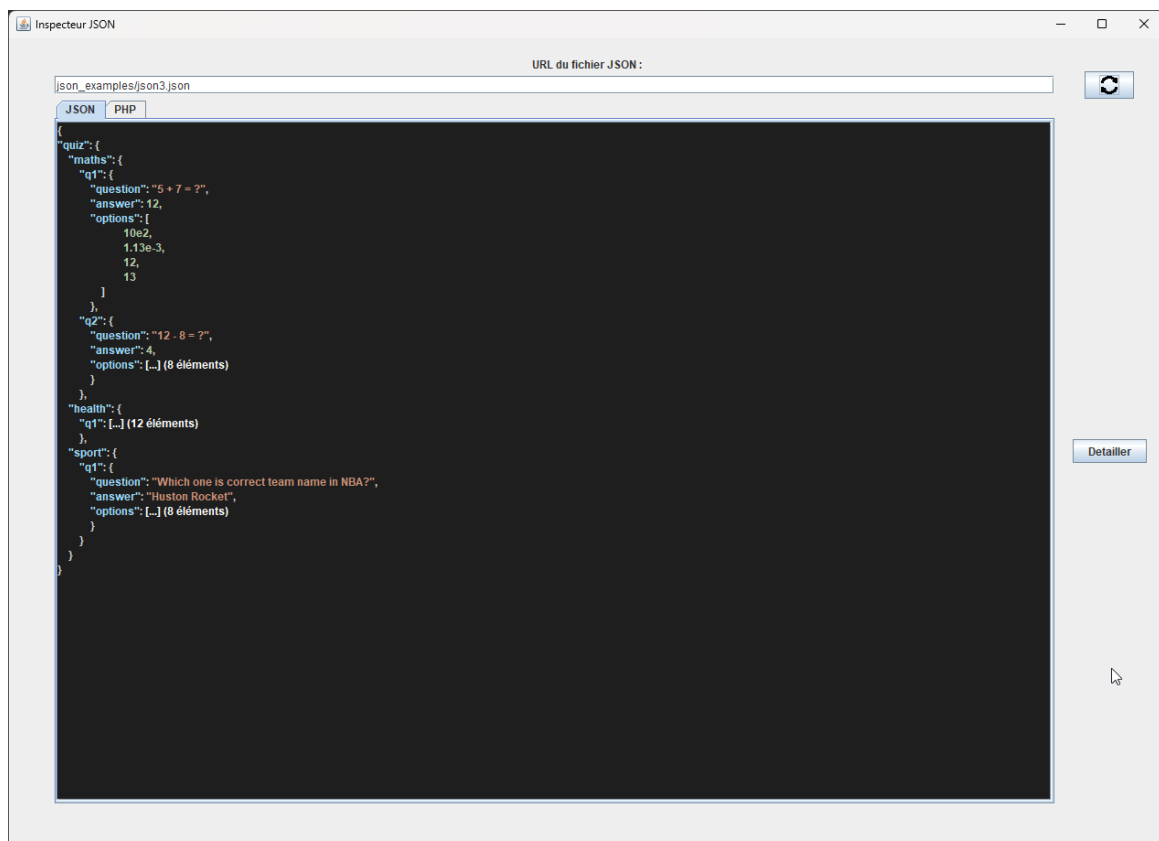 Inspecteur JSON
URL du fichier JSON :
json_examples/json3.json
JSON PHP
{
"quiz": {
"maths": {
"q1": {
"question": "5 + 7 = ?",
"answer": 12,
"options": [
10e2,
1.13e-3,
12,
13
]
},
"q2": {
"question": "12 - 8 = ?",
"answer": 4,
"options": [...] (8 éléments)
}
},
"health": {
"q1": [...] (12 éléments)
},
"sport": {
"q1": {
"question": "Which one is correct team name in NBA?",
"answer": "Huston Rocket",
"options": [...] (8 éléments)
}
}
}
}
Detailler